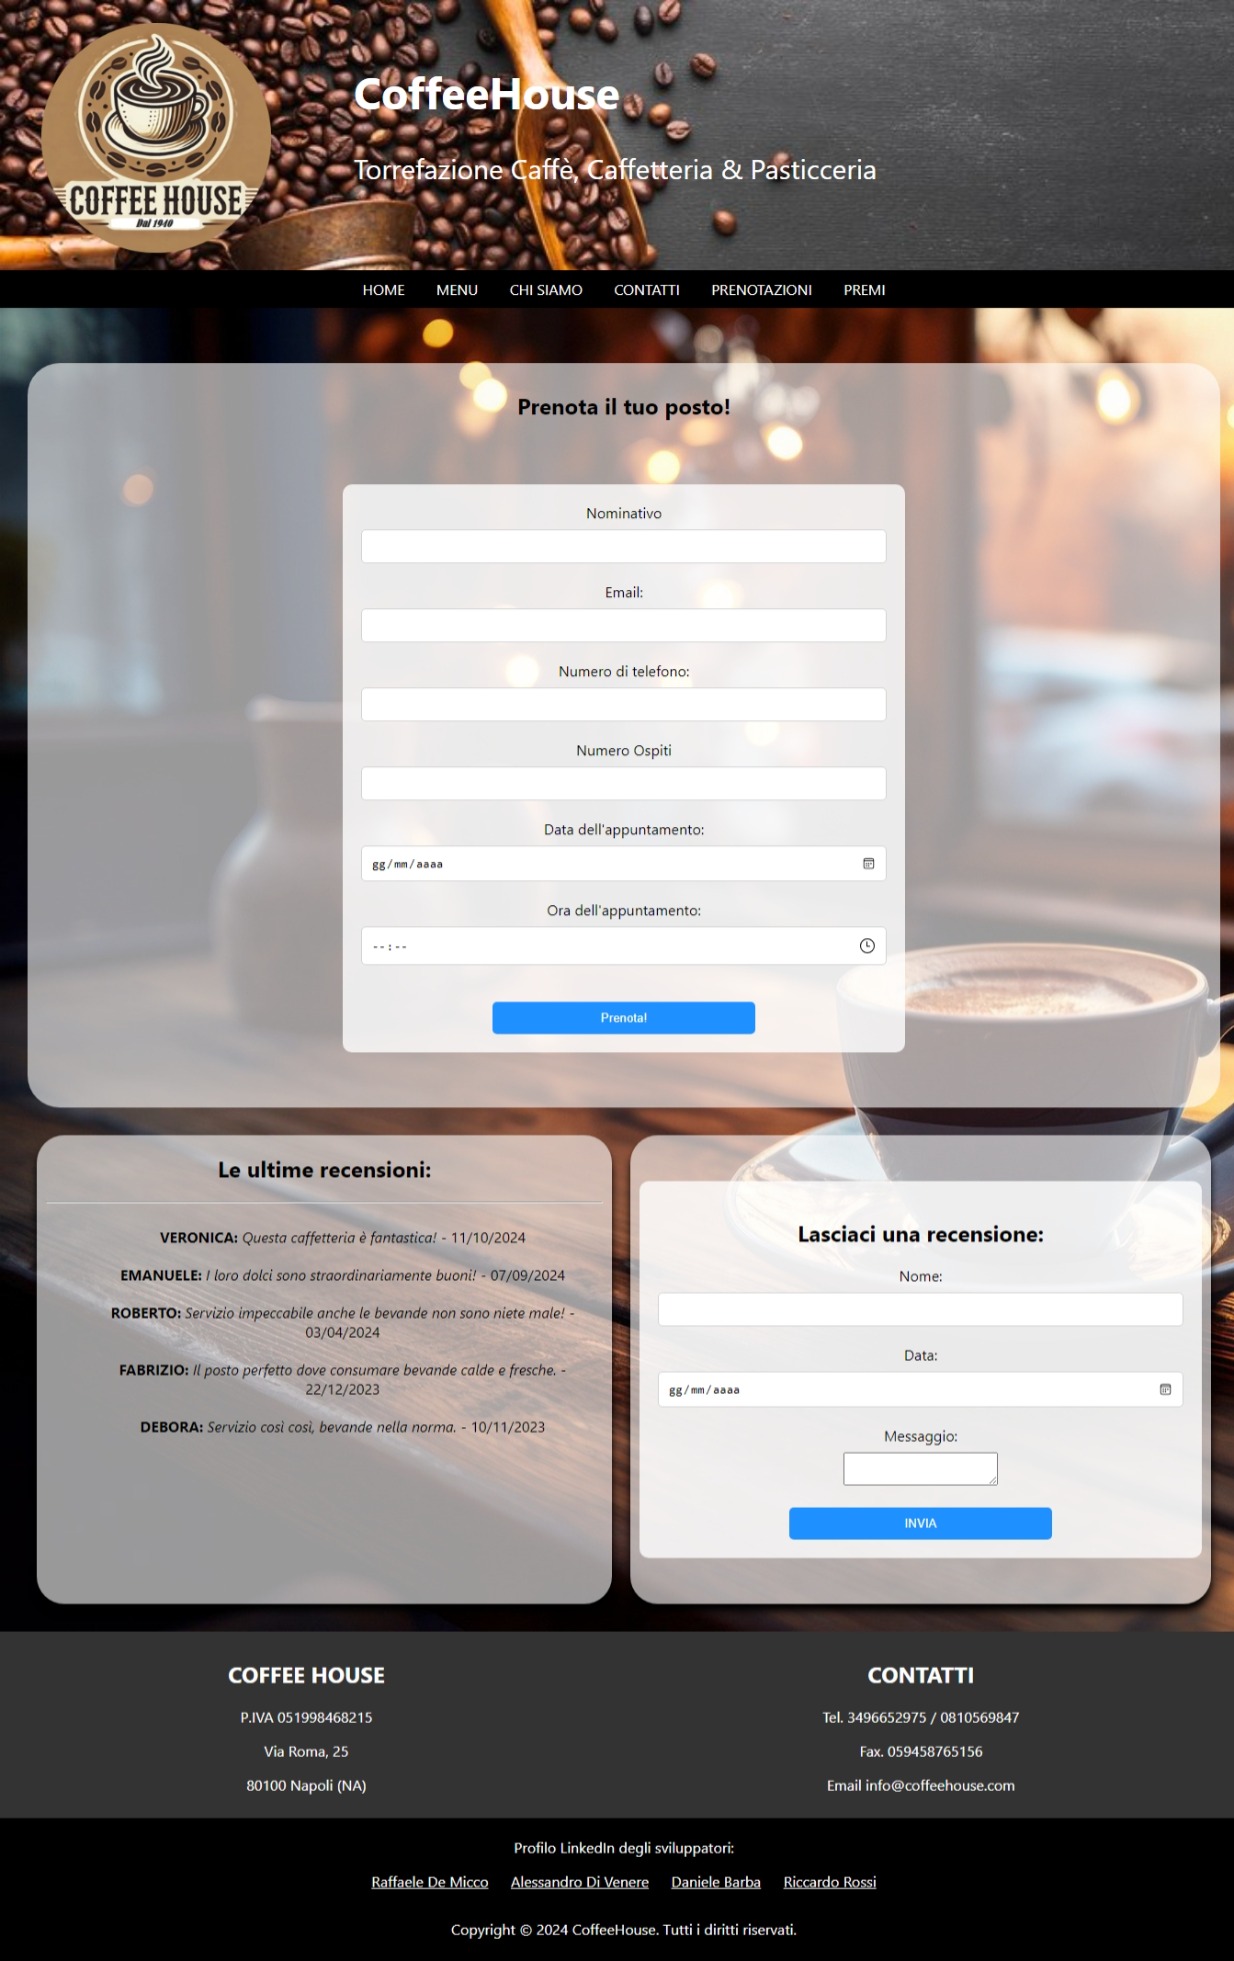 COFFEE HOUSE
Dal 1940
CoffeeHouse
Torrefazione Caffè, Caffetteria & Pasticceria
HOME MENU CHI SIAMO CONTATTI PRENOTAZIONI PREMI
Prenota il tuo posto!
Nominativo
Email:
Numero di telefono:
Numero Ospiti
Data dell'appuntamento:
gg/mm/aaaa
Ora dell'appuntamento:
--:--
Prenota!
Le ultime recensioni:
VERONICA: Questa caffetteria è fantastica! - 11/10/2024
EMANUELE: I loro dolci sono straordinariamente buoni! - 07/09/2024
ROBERTO: Servizio impeccabile anche le bevande non sono niete male! -
03/04/2024
FABRIZIO: Il posto perfetto dove consumare bevande calde e fresche. -
22/12/2023
DEBORA: Servizio così così, bevande nella norma. - 10/11/2023
Lasciaci una recensione:
Nome:
Data:
gg/mm/aaaa
Messaggio:
INVIA
COFFEE HOUSE
P.IVA 051998468215
Via Roma, 25
80100 Napoli (NA)
CONTATTI
Tel. 3496652975 / 0810569847
Fax. 059458765156
Email info@coffeehouse.com
Profilo LinkedIn degli sviluppatori:
Raffaele De Micco Alessandro Di Venere Daniele Barba Riccardo Rossi
Copyright © 2024 CoffeeHouse. Tutti i diritti riservati.